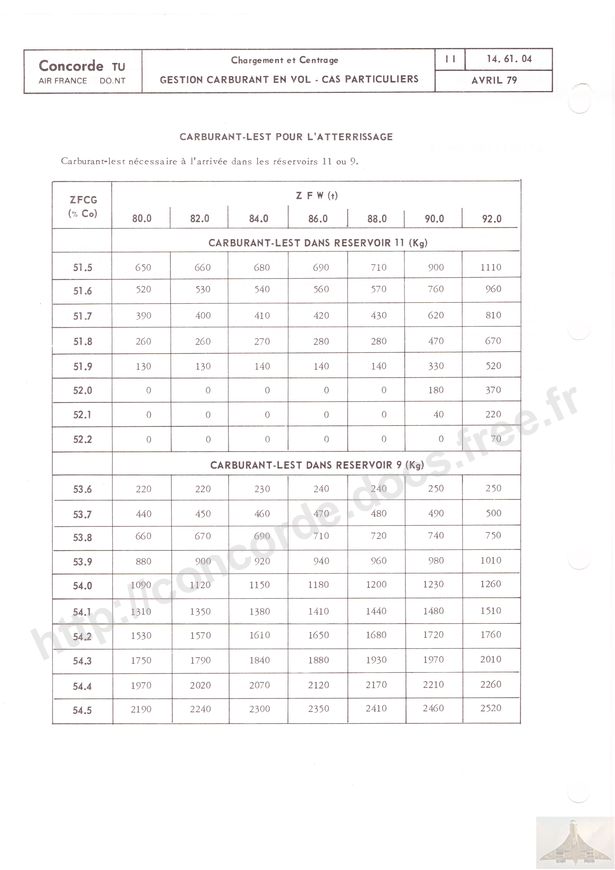 Concorde TU
AIR FRANCE DO.NT
Chargement et Centrage
GESTION CARBURANT EN VOL - CAS PARTICULIERS
11 14.61.04
AVRIL 79
CARBURANT-LEST POUR L'ATTERRISSAGE
Carburant-lest nécessaire à l'arrivée dans les réservoirs 11 ou 9.
ZFCG (% Co) Z F W (t)
80.0 82.0 84.0 86.0 88.0 90.0 92.0
CARBURANT-LEST DANS RESERVOIR 11 (Kg)
51.5 650 660 680 690 710 900 1110
51.6 520 530 540 560 570 760 960
51.7 390 400 410 420 430 620 810
51.8 260 260 270 280 280 470 670
51.9 130 130 140 140 140 330 520
52.0 0 0 0 0 0 180 370
52.1 0 0 0 0 0 40 220
52.2 0 0 0 0 0 0 70
CARBURANT-LEST DANS RESERVOIR 9 (Kg)
53.6 220 220 230 240 240 250 250
53.7 440 450 460 470 480 490 500
53.8 660 670 690 710 720 740 750
53.9 880 900 920 940 960 980 1010
54.0 1090 1120 1150 1180 1200 1230 1260
54.1 1310 1350 1380 1410 1440 1480 1510
54.2 1530 1570 1610 1650 1680 1720 1760
54.3 1750 1790 1840 1880 1930 1970 2010
54.4 1970 2020 2070 2120 2170 2210 2260
54.5 2190 2240 2300 2350 2410 2460 2520
http://concorde.docs.free.fr